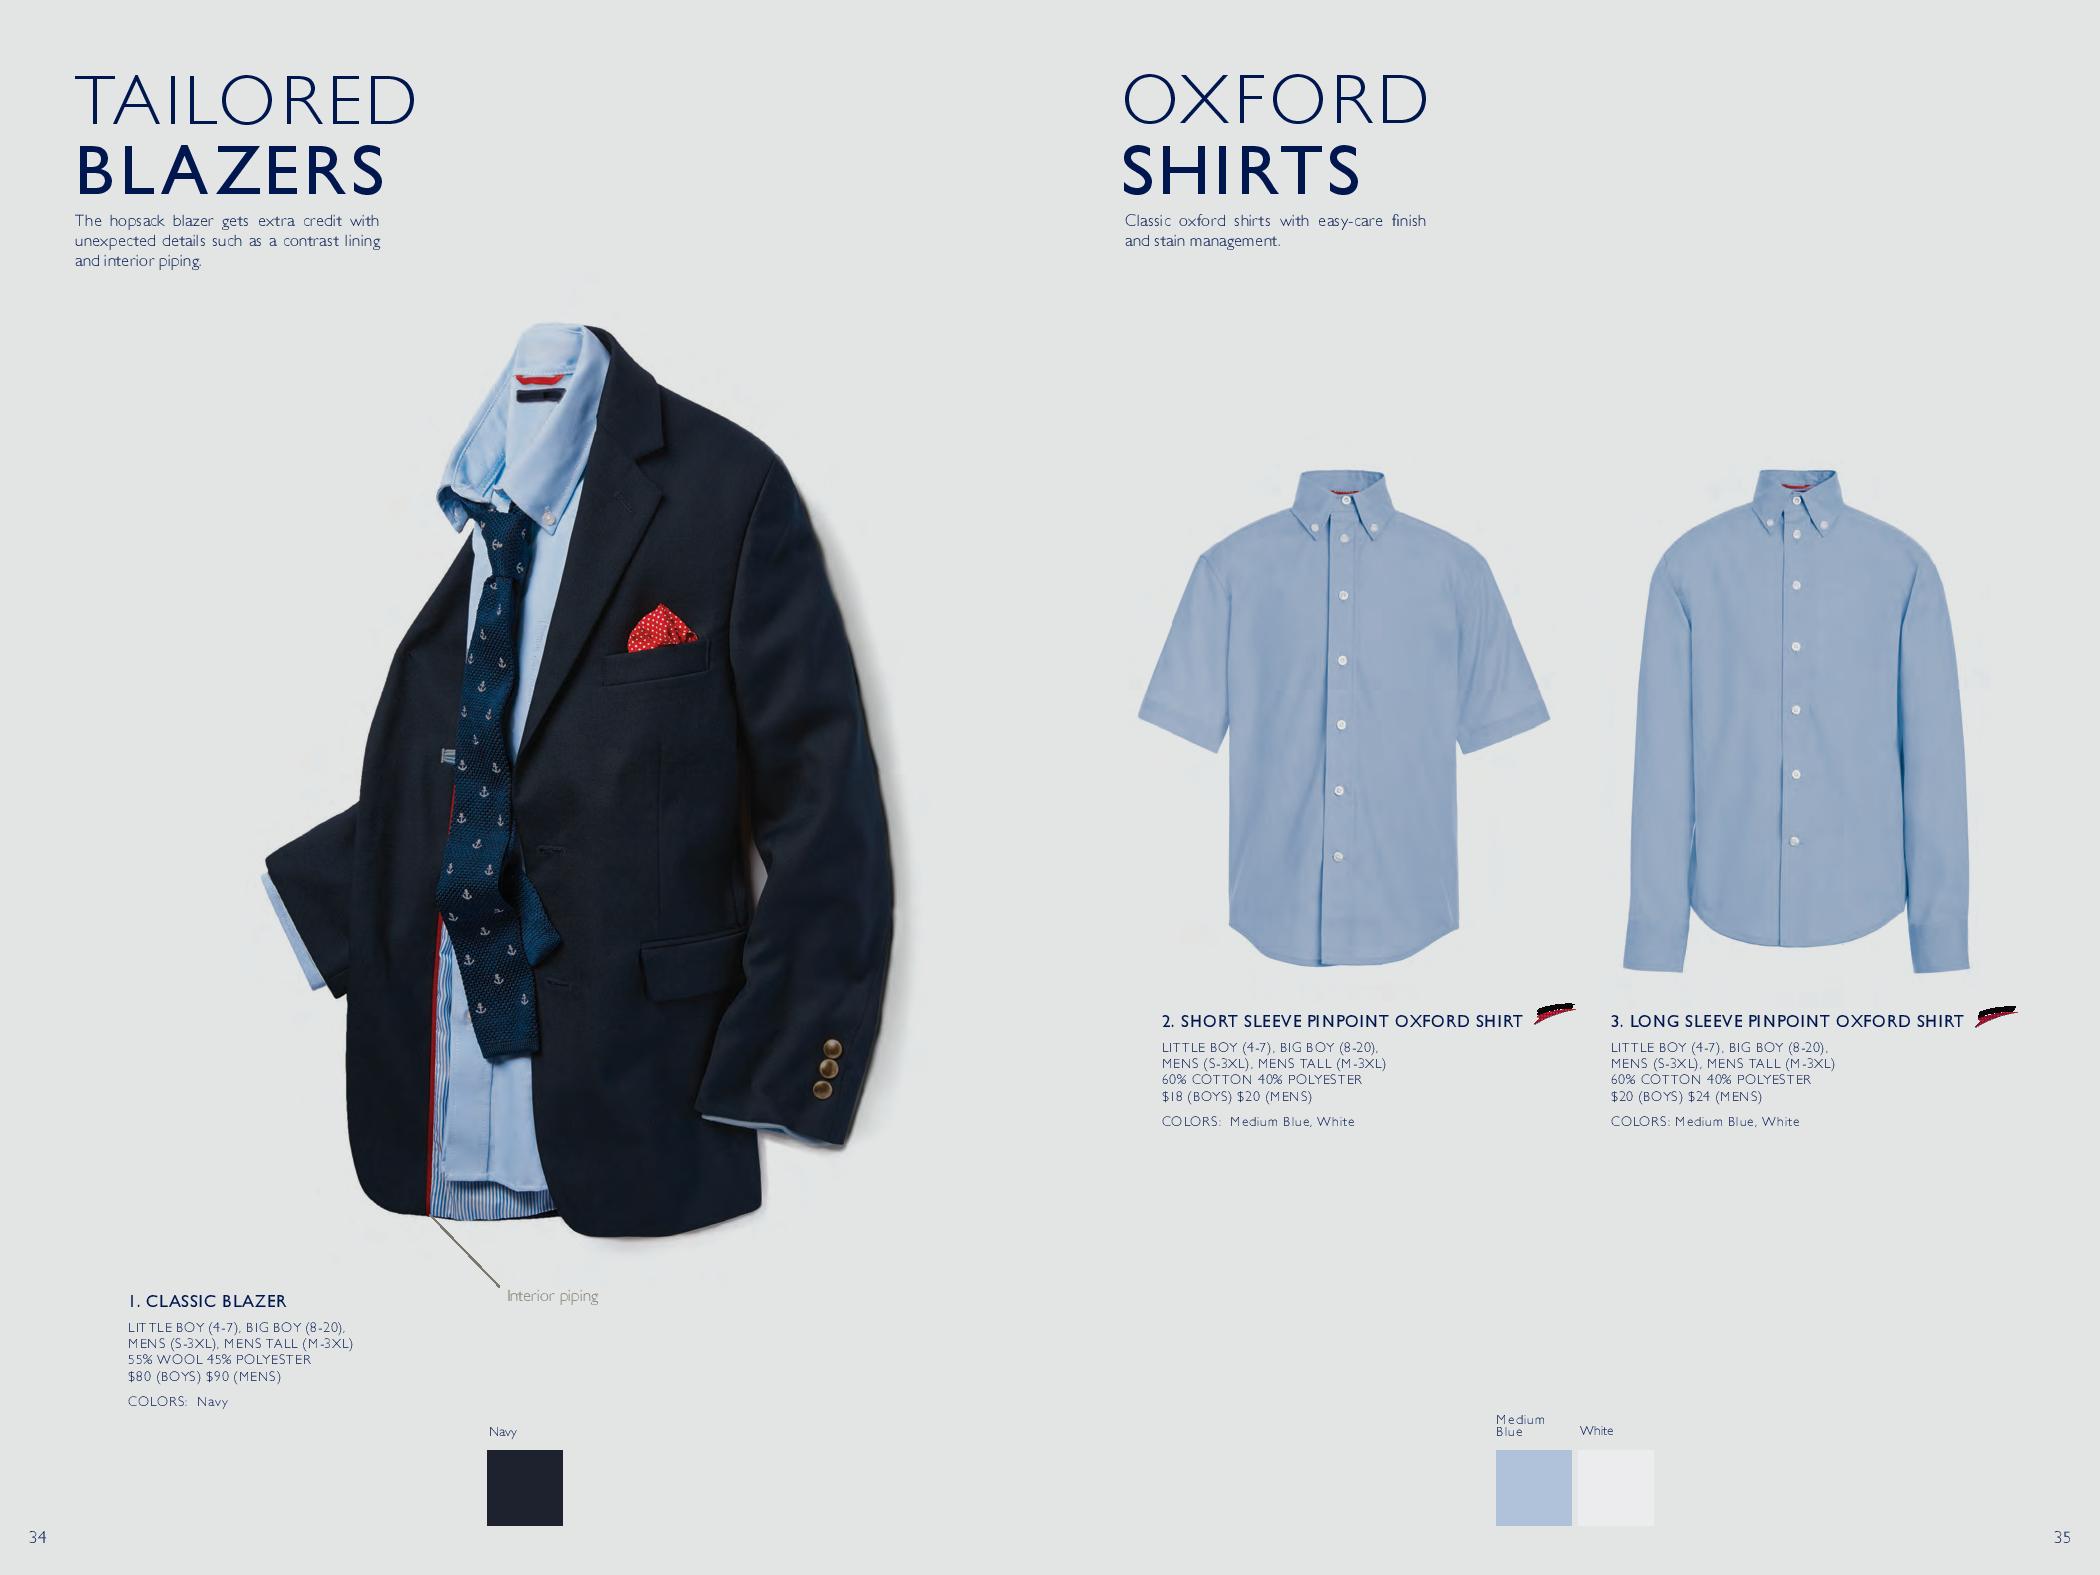 TAILORED
BLAZERS
The hopsack blazer gets extra credit with
unexpected details such as a contrast lining
and interior piping.
Interior piping
1. CLASSIC BLAZER
LITTLE BOY (4-7), BIG BOY (8-20),
MENS (S-3XL), MENS TALL (M-3XL)
55% WOOL 45% POLYESTER
$80 (BOYS) $90 (MENS)
COLORS: Navy
Navy
34
OXFORD
SHIRTS
Classic oxford shirts with easy-care finish
and stain management.
2. SHORT SLEEVE PINPOINT OXFORD SHIRT
LITTLE BOY (4-7), BIG BOY (8-20),
MENS (S-3XL), MENS TALL (M-3XL)
60% COTTON 40% POLYESTER
$18 (BOYS) $20 (MENS)
COLORS: Medium Blue, White
3. LONG SLEEVE PINPOINT OXFORD SHIRT
LITTLE BOY (4-7), BIG BOY (8-20),
MENS (S-3XL), MENS TALL (M-3XL)
60% COTTON 40% POLYESTER
$20 (BOYS) $24 (MENS)
COLORS: Medium Blue, White
Medium
Blue
White
35